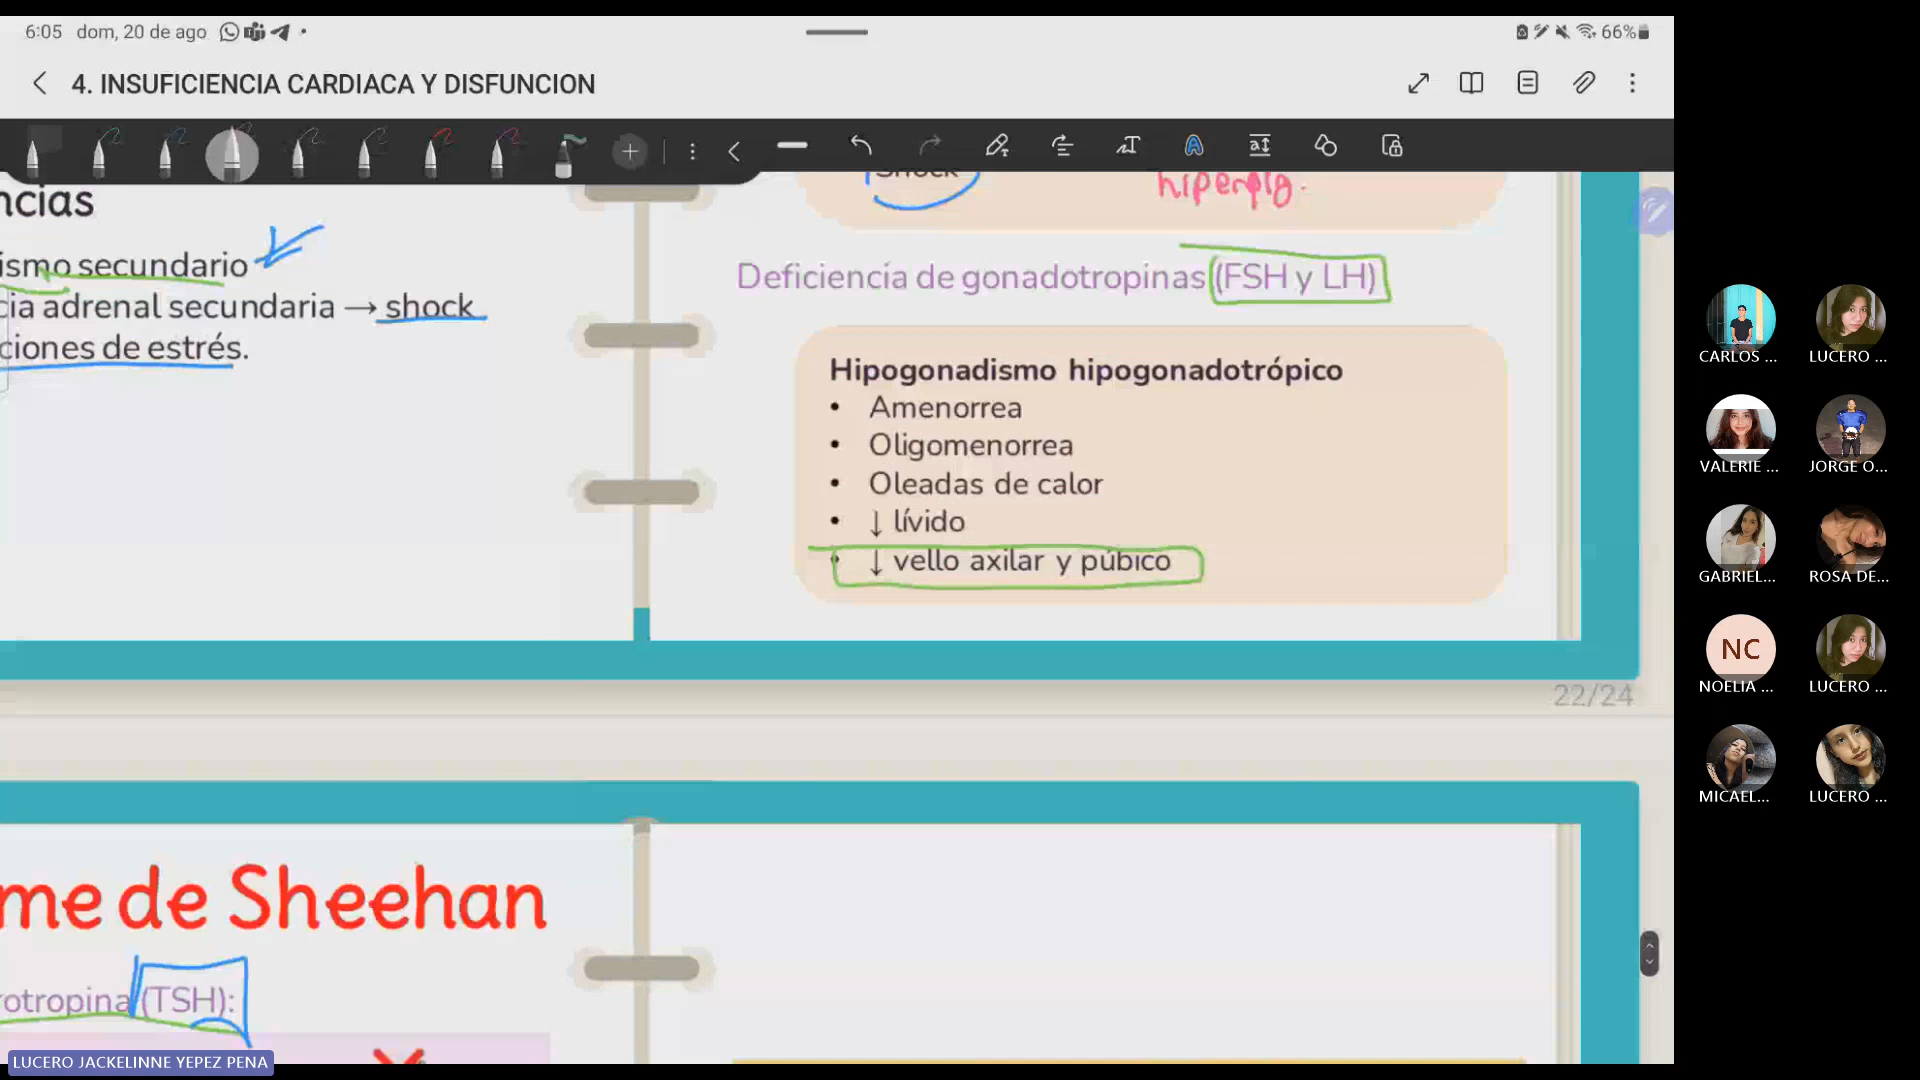 6:05 dom, 20 de ago
66%
4. INSUFICIENCIA CARDIACA Y DISFUNCION
ncias
ismo secundario
cia adrenal secundaria → shock
ciones de estrés.
Shock
hiperpig.
Deficiencia de gonadotropinas (FSH y LH)
Hipogonadismo hipogonadotrópico
• Amenorrea
• Oligomenorrea
• Oleadas de calor
• ↓ lívido
• ↓ vello axilar y púbico
22/24
me de Sheehan
rotropina (TSH):
CARLOS ...
LUCERO ...
VALERIE ...
JORGE O...
GABRIEL...
ROSA DE...
NC
NOELIA ...
LUCERO ...
MICAEL...
LUCERO ...
LUCERO JACKELINNE YEPEZ PENA